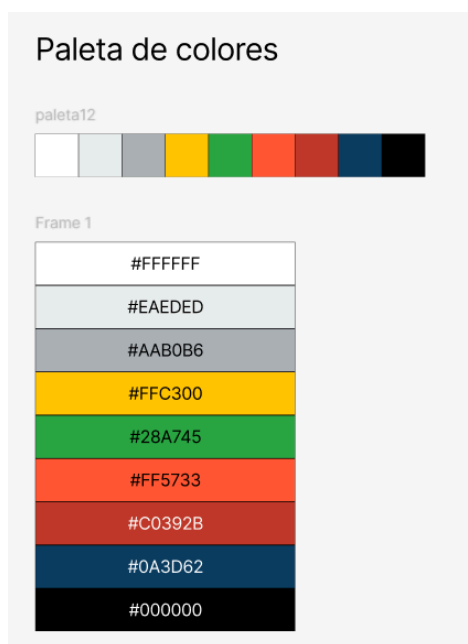 Paleta de colores
paleta12
Frame 1
#FFFFFF
#EAEDED
#AAB0B6
#FFC300
#28A745
#FF5733
#C0392B
#0A3D62
#000000